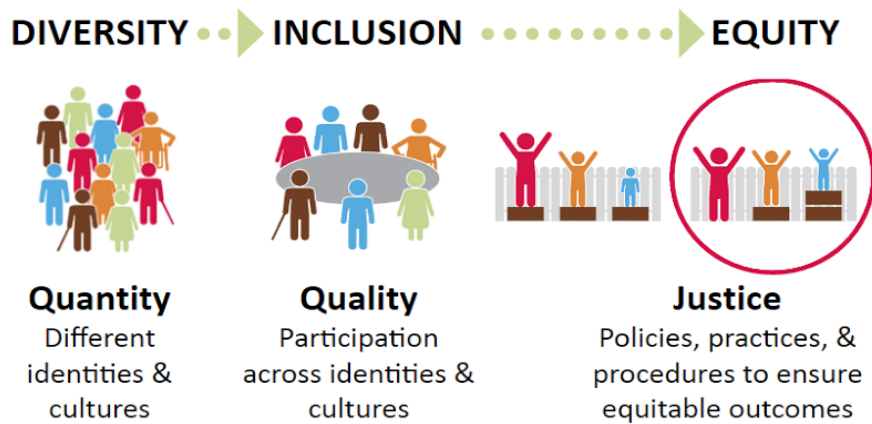 DIVERSITY INCLUSION EQUITY
Quantity
Different
identities &
cultures
Quality
Participation
across identities &
cultures
Justice
Policies, practices, &
procedures to ensure
equitable outcomes